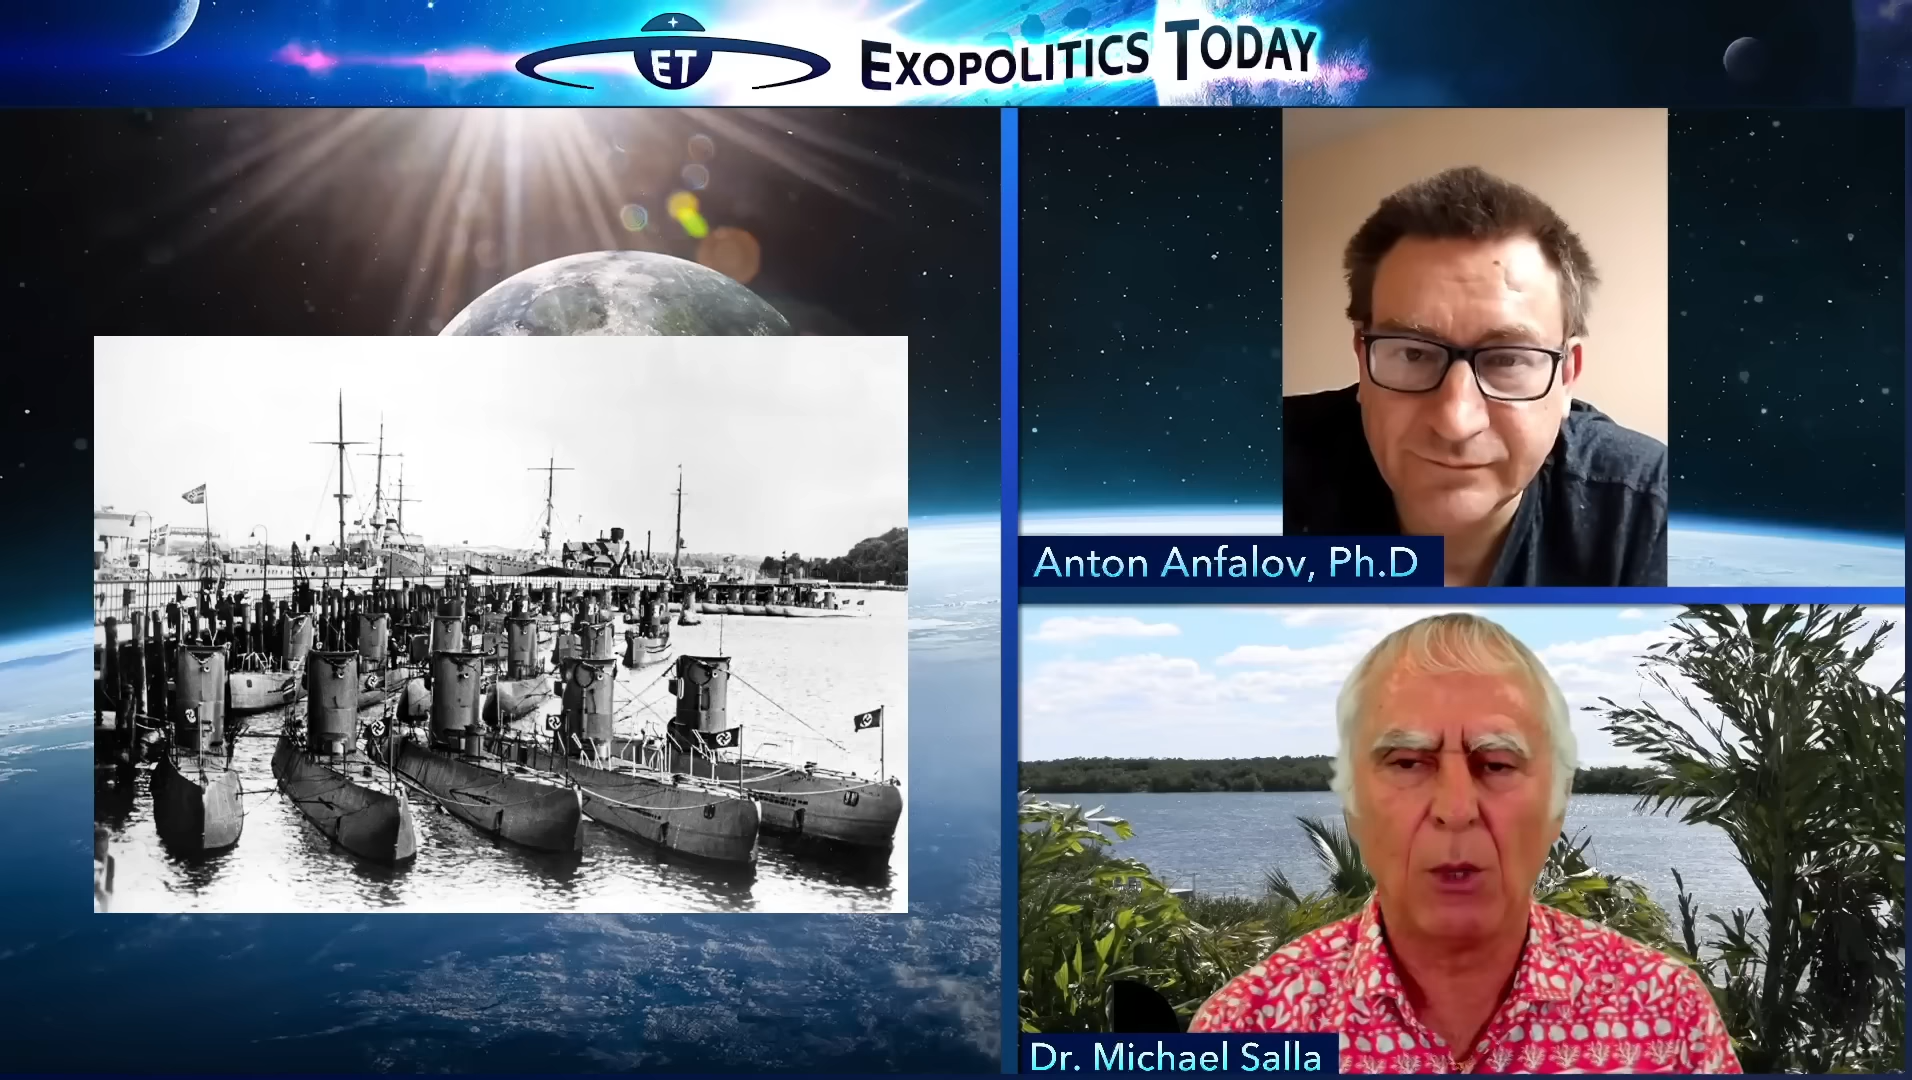 ET
EXOPOLITICS TODAY
Anton Anfalov, Ph.D
Dr. Michael Salla